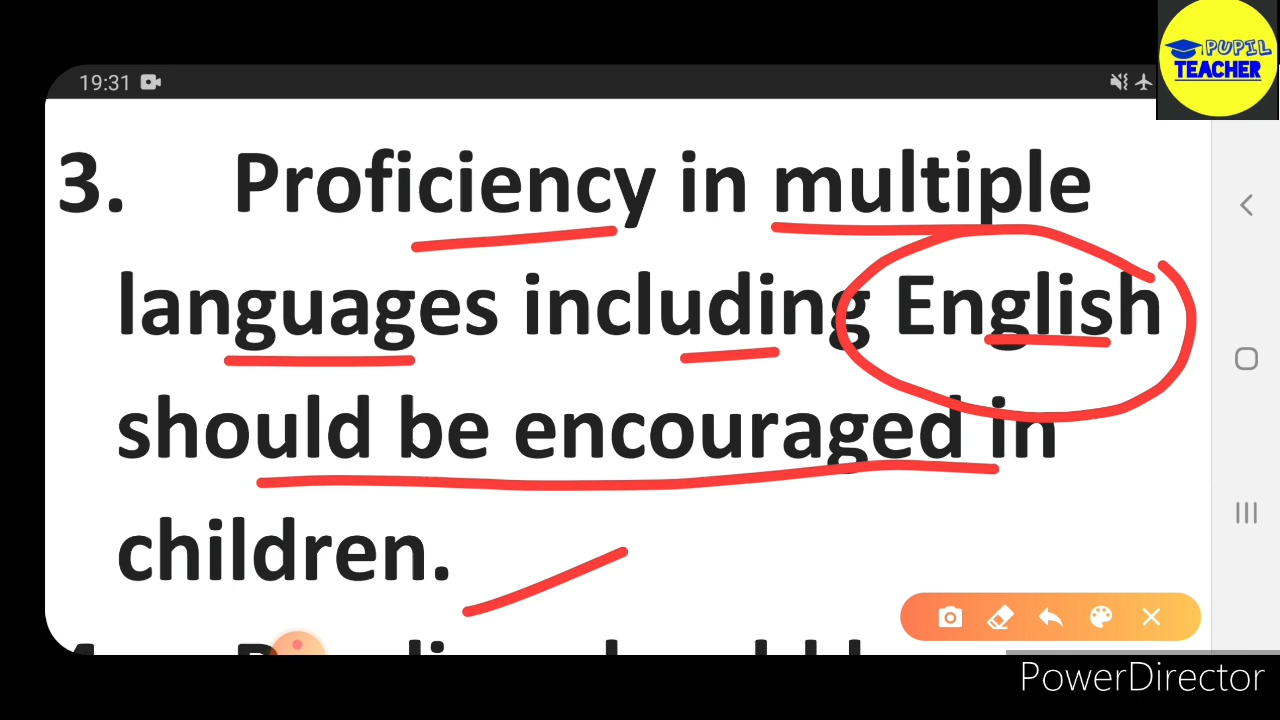 PUPIL
TEACHER
19:31
3. Proficiency in multiple
languages including English
should be encouraged in
children.
PowerDirector